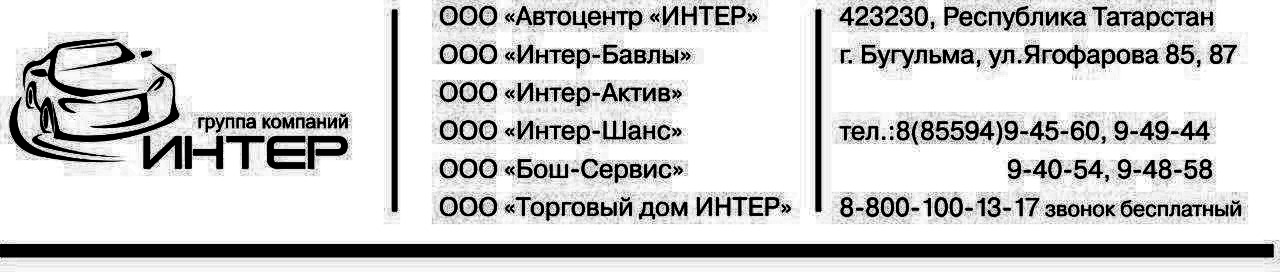 группа компаний
ИНТЕР
ООО «Автоцентр «ИНТЕР»
ООО «Интер-Бавлы»
ООО «Интер-Актив»
ООО «Интер-Шанс»
ООО «Бош-Сервис»
ООО «Торговый дом ИНТЕР»
423230, Республика Татарстан
г. Бугульма, ул.Ягофарова 85, 87
тел.:8(85594)9-45-60, 9-49-44
9-40-54, 9-48-58
8-800-100-13-17 звонок бесплатный